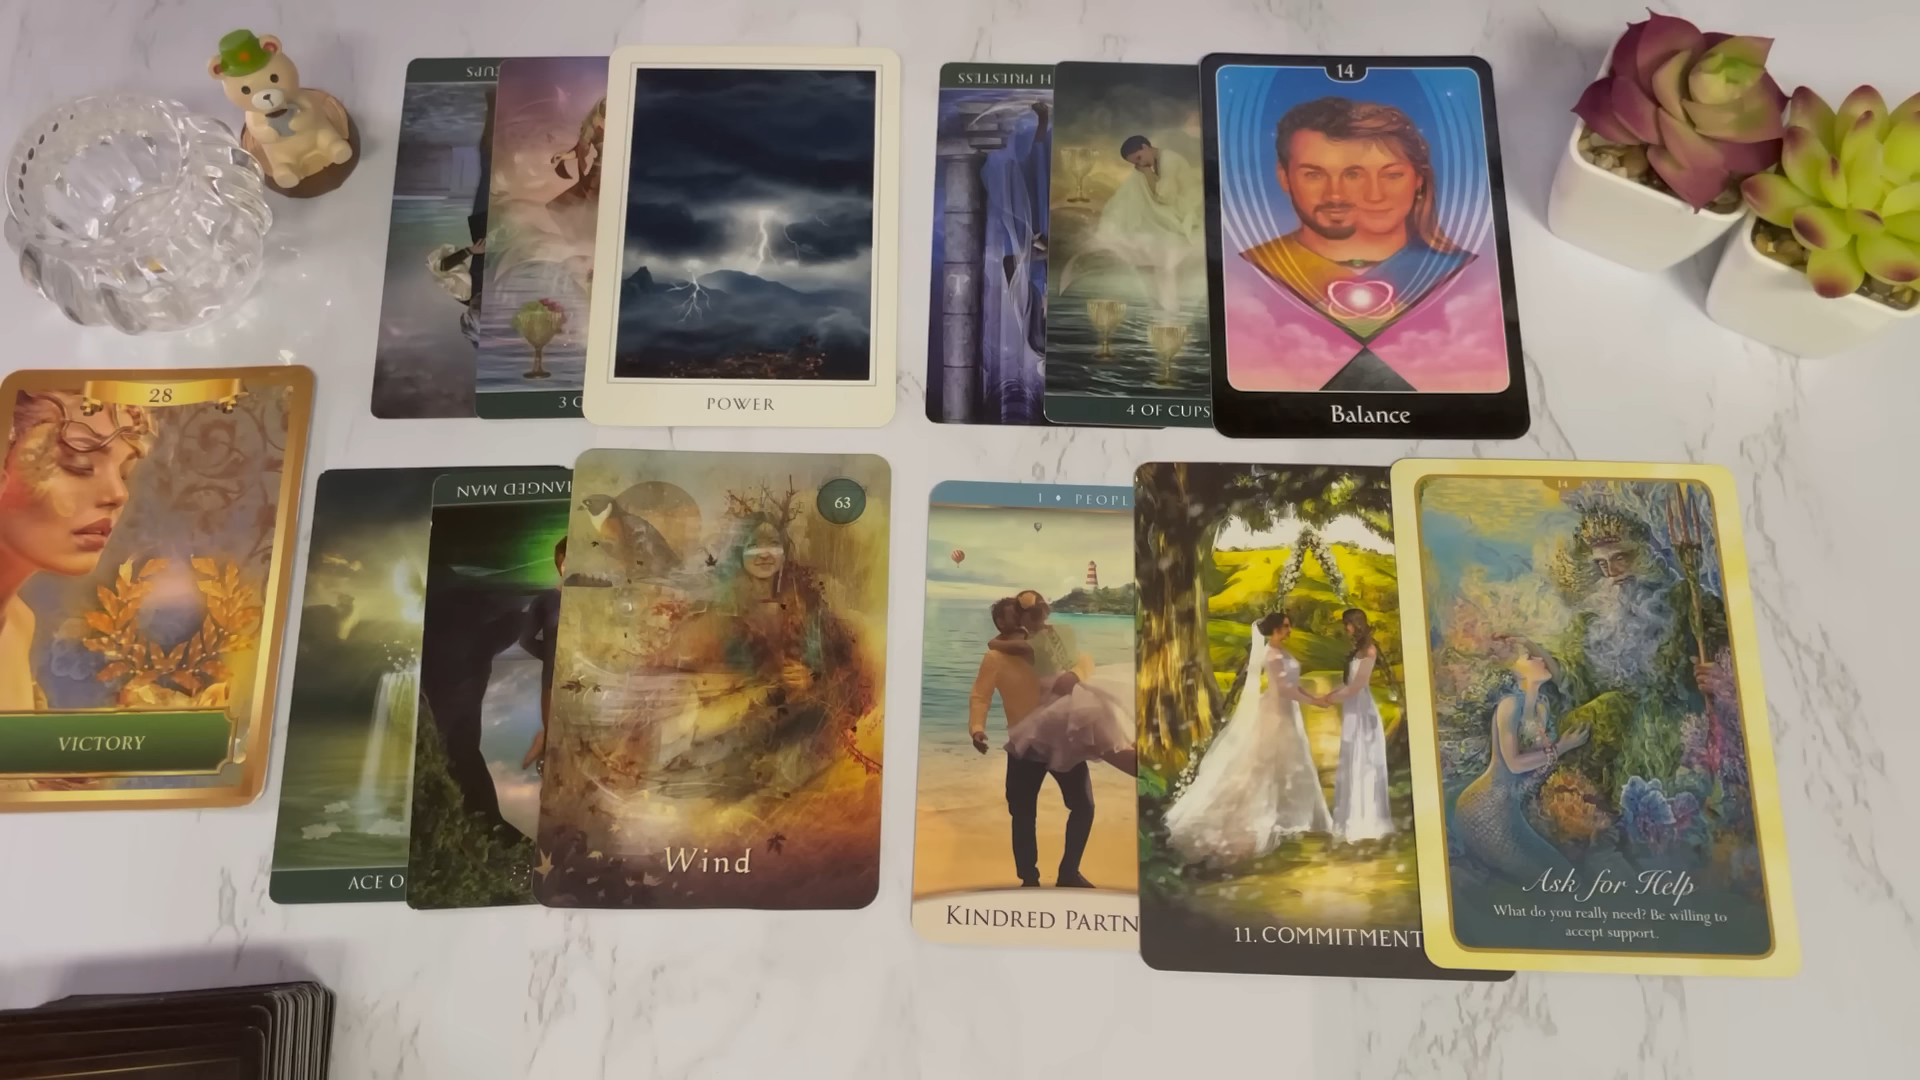 CUPS
3 C
POWER
H PRIESTESS
4 OF CUPS
14
Balance
28
VICTORY
ACE O
HANGED MAN
63
Wind
1 ♦ PEOPL
KINDRED PARTN
11. COMMITMENT
14
Ask for Help
What do you really need? Be willing to
accept support.